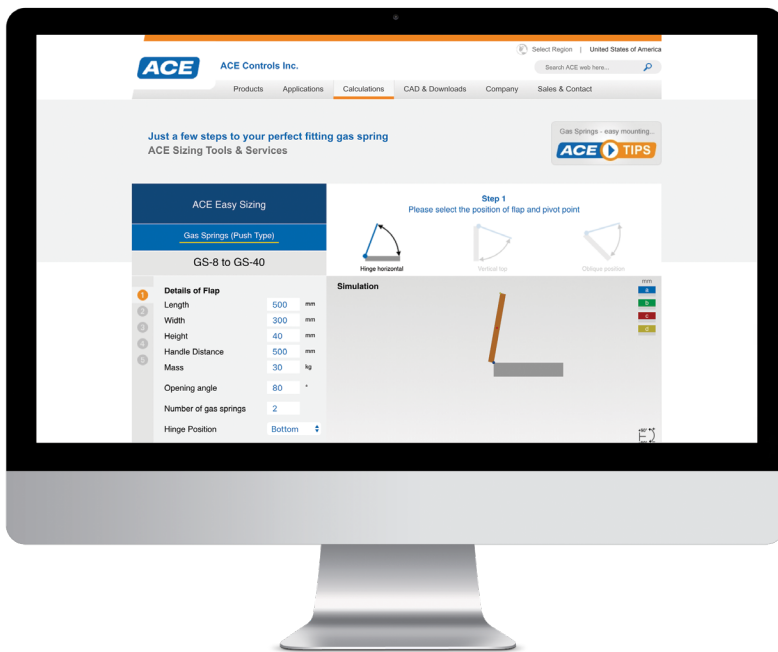 Select Region | United States of America
ACE
ACE Controls Inc.
Search ACE web here...
Products Applications Calculations CAD & Downloads Company Sales & Contact
Just a few steps to your perfect fitting gas spring
ACE Sizing Tools & Services
Gas Springs - easy mounting...
ACE TIPS
ACE Easy Sizing
Gas Springs (Push Type)
GS-8 to GS-40
Step 1
Please select the position of flap and pivot point
Hinge horizontal
Vertical top
Oblique position
1
2
3
4
5
Details of Flap
Length 500 mm
Width 300 mm
Height 40 mm
Handle Distance 500 mm
Mass 30 kg
Opening angle 80 °
Number of gas springs 2
Hinge Position Bottom
Simulation
mm
a
b
c
d